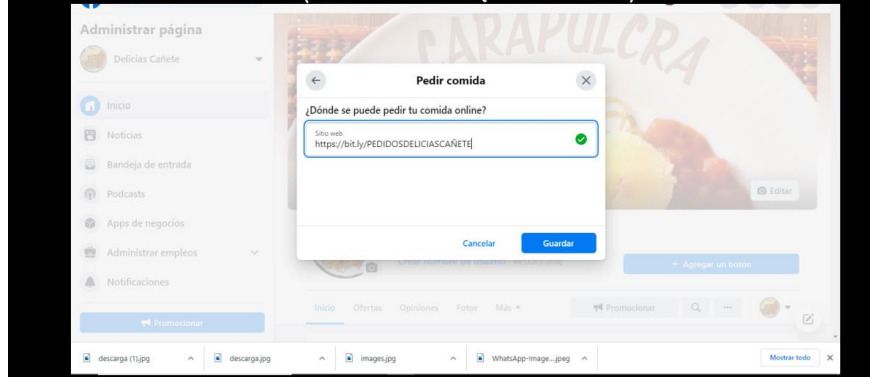 CARAPULCRA
Administrar página
Delicias Cañete
Inicio
Noticias
Bandeja de entrada
Podcasts
Apps de negocios
Administrar empleos
Notificaciones
Promocionar
Pedir comida
¿Dónde se puede pedir tu comida online?
Sitio web
https://bit.ly/PEDIDOSDELICIASCAÑETE
Cancelar
Guardar
Editar
+ Agregar un botón
Inicio Ofertas Opiniones Fotos Más
Promocionar
descarga (1).jpg
descarga.jpg
images.jpg
WhatsApp-Image....jpeg
Mostrar todo